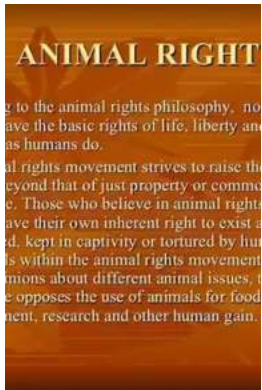 ANIMAL RIGHT
g to the animal rights philosophy, no
ave the basic rights of life, liberty and
as humans do.
al rights movement strives to raise the
eyond that of just property or commo
e. Those who believe in animal rights
ave their own inherent right to exist a
ed, kept in captivity or tortured by hum
ls within the animal rights movement
inions about different animal issues, t
e opposes the use of animals for food
ment, research and other human gain.